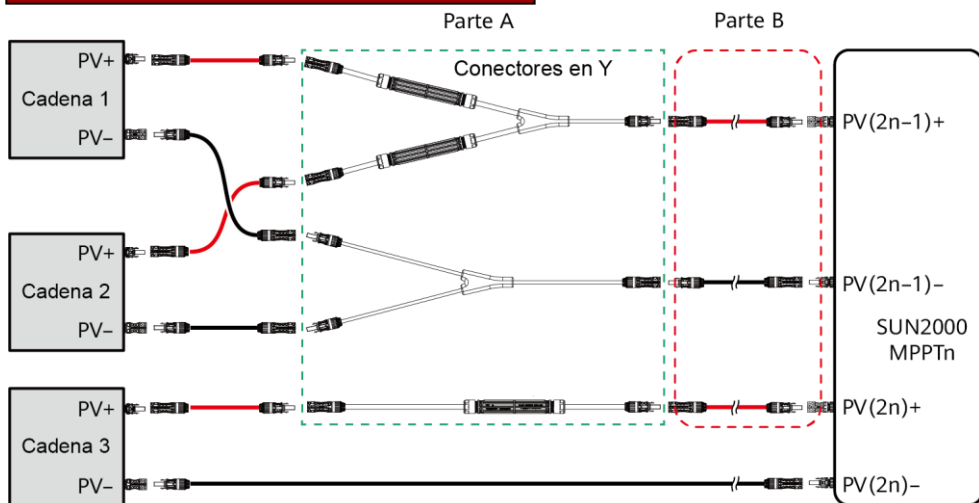 Parte A
Parte B
PV+
Cadena 1
PV–
Conectores en Y
PV(2n–1)+
PV+
Cadena 2
PV–
PV(2n–1)–
SUN2000
MPPTn
PV+
Cadena 3
PV–
PV(2n)+
PV(2n)–